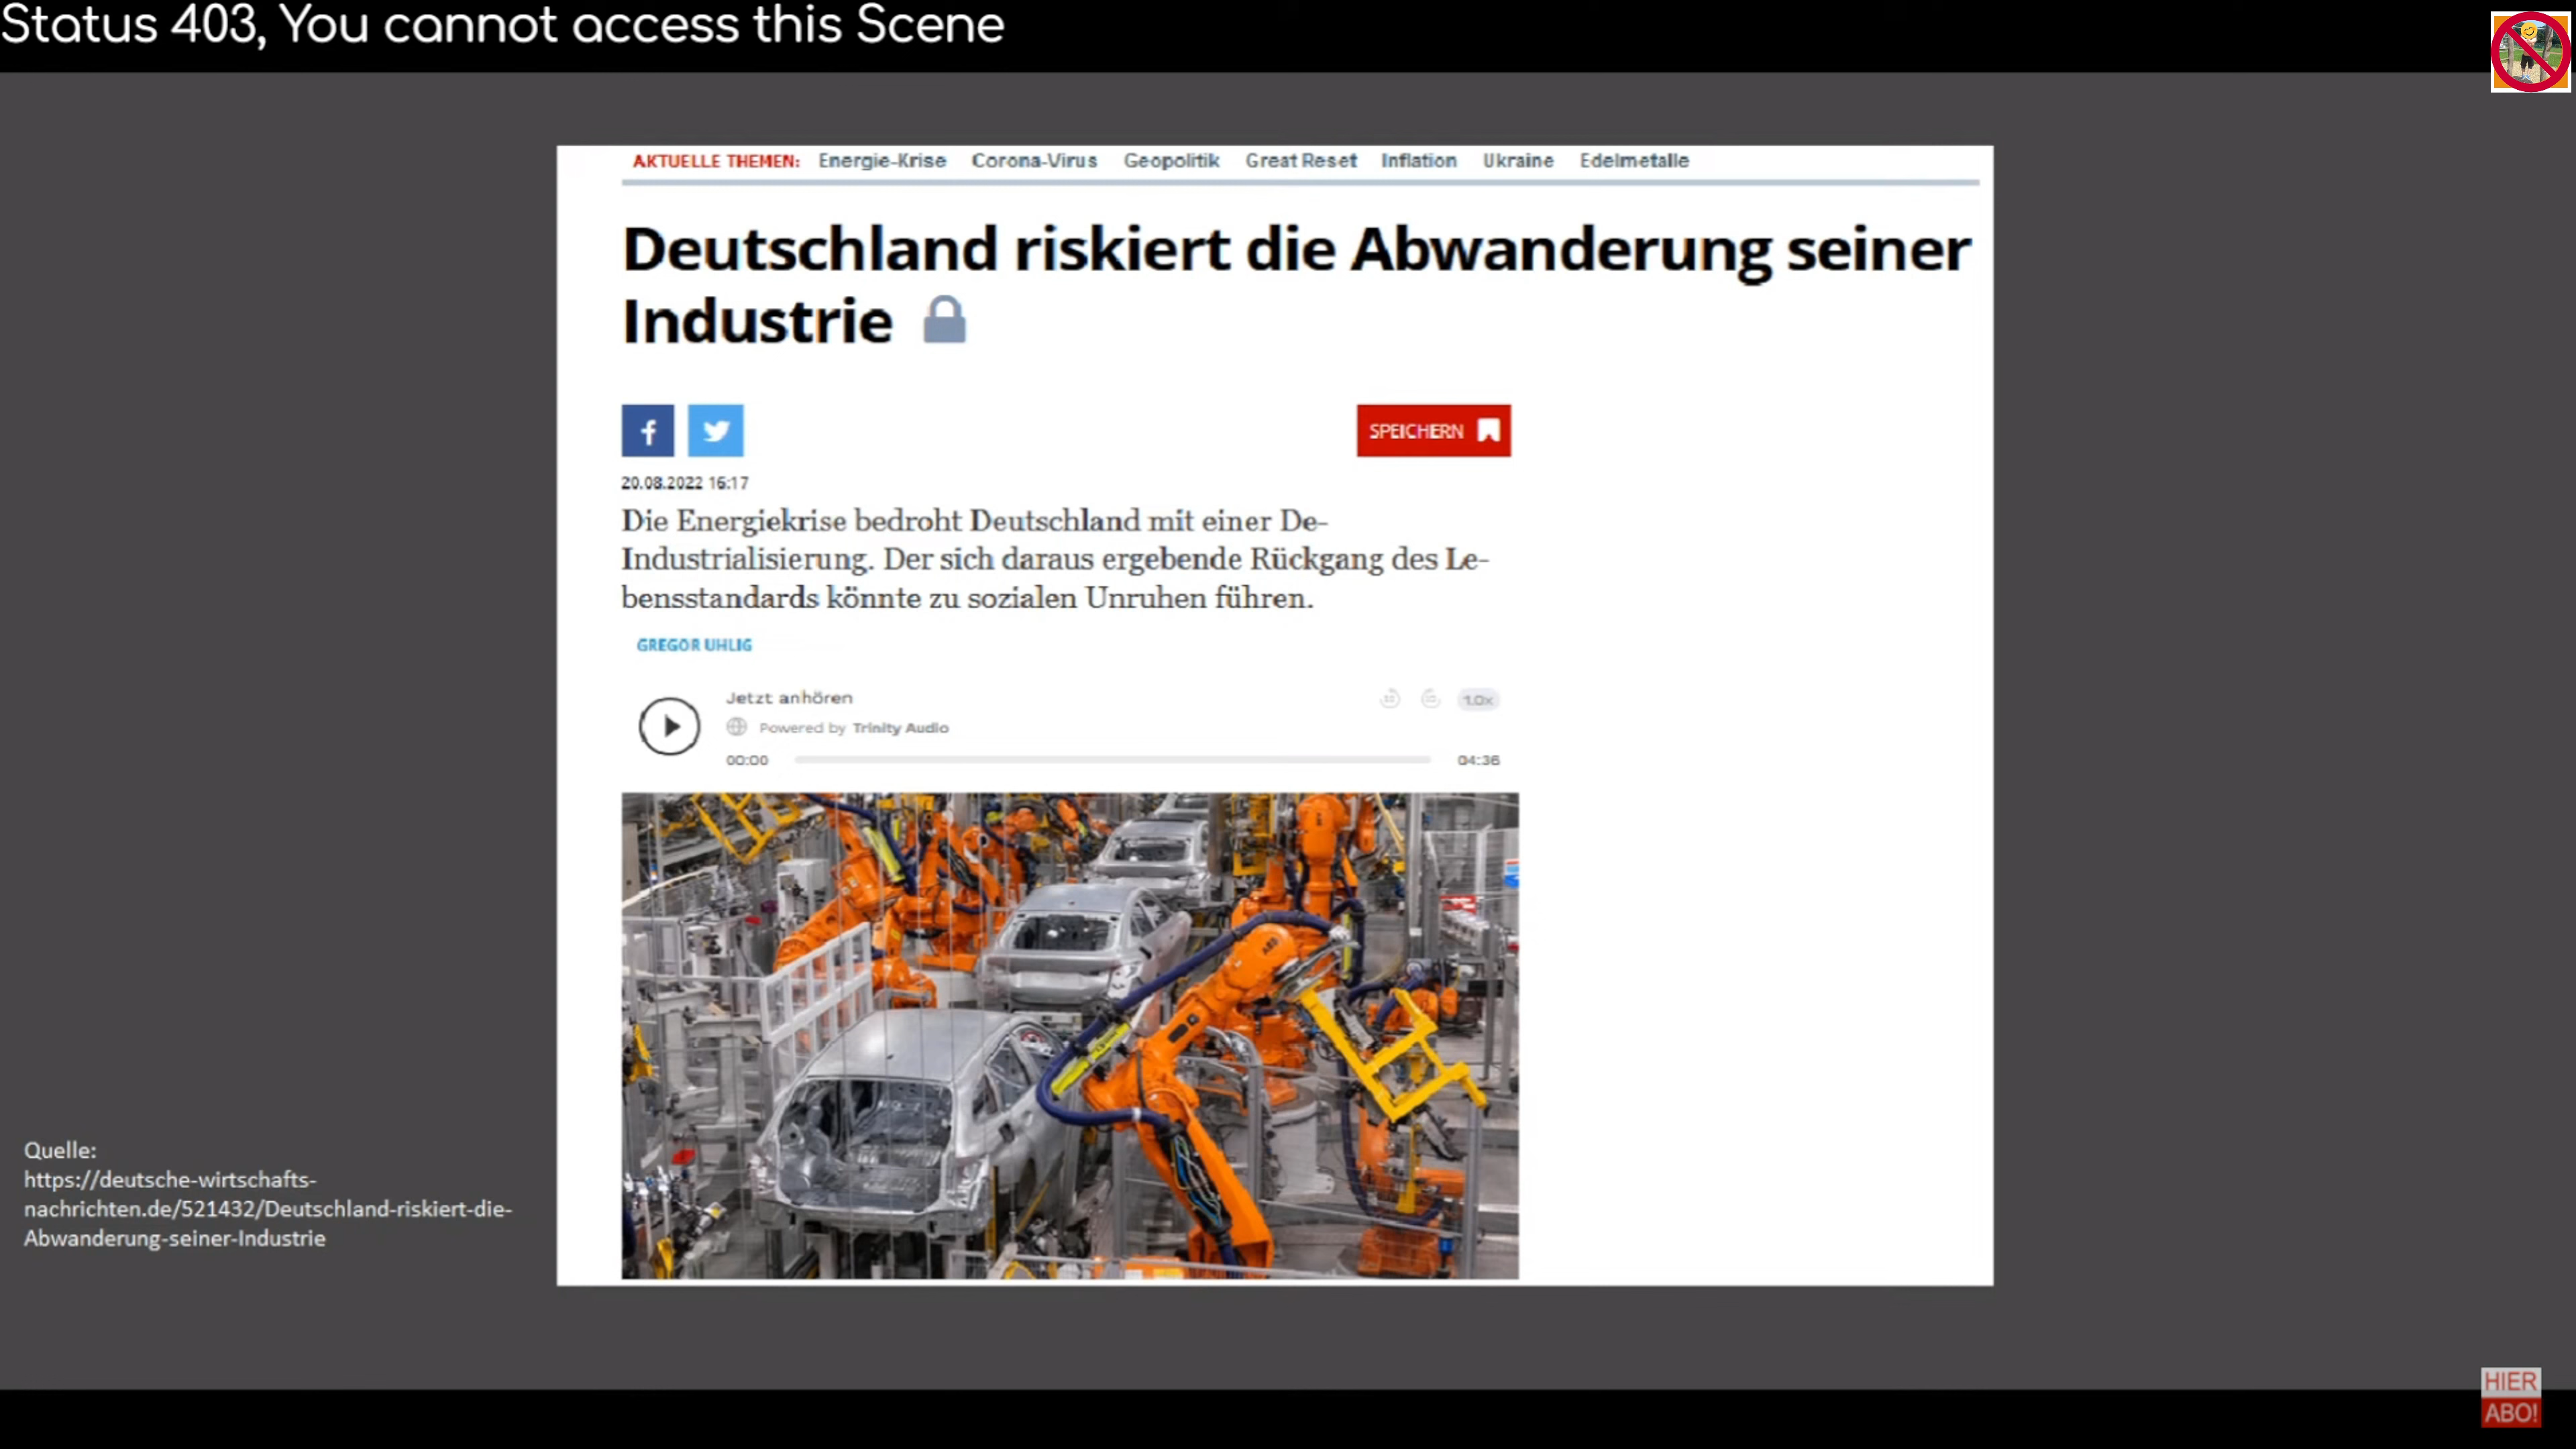 Status 403, You cannot access this Scene
AKTUELLE THEMEN: Energie-Krise Corona-Virus Geopolitik Great Reset Inflation Ukraine Edelmetalle
Deutschland riskiert die Abwanderung seiner
Industrie
f
SPEICHERN
20.08.2022 16:17
Die Energiekrise bedroht Deutschland mit einer De-
Industrialisierung. Der sich daraus ergebende Rückgang des Le-
bensstandards könnte zu sozialen Unruhen führen.
GREGOR UHLIG
Jetzt anhören
1.0x
Powered by Trinity Audio
00:00
04:36
ABB
Quelle:
https://deutsche-wirtschafts-
nachrichten.de/521432/Deutschland-riskiert-die-
Abwanderung-seiner-Industrie
HIER
ABO!